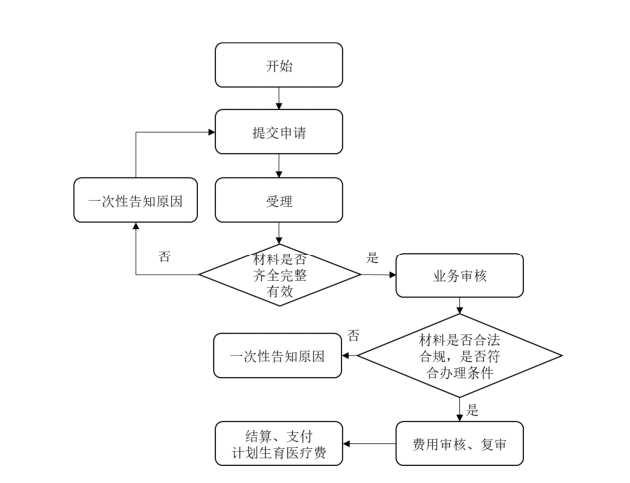 开始
提交申请
一次性告知原因
受理
否
材料是否
齐全完整
有效
是
业务审核
一次性告知原因
否
材料是否合法
合规，是否符
合办理条件
是
结算、支付
计划生育医疗费
费用审核、复审